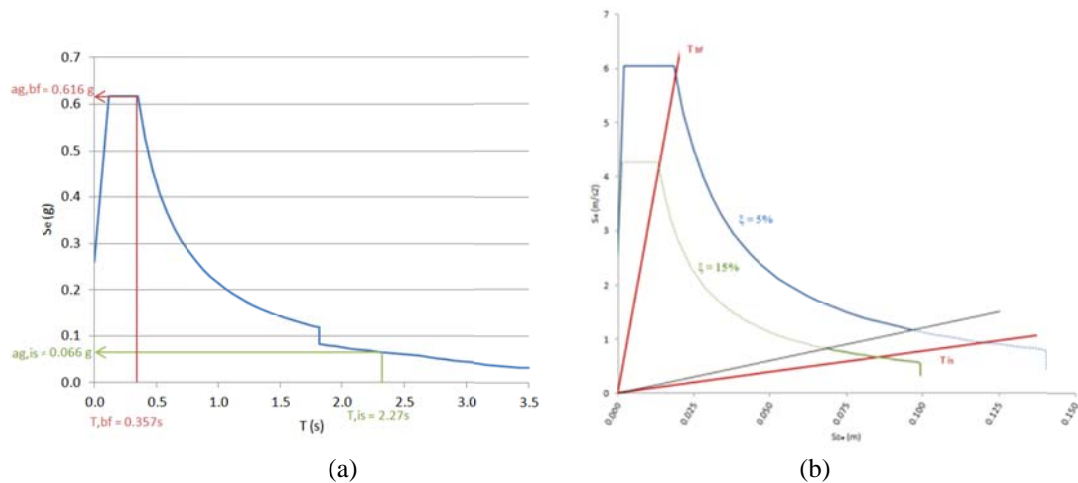 0.7
ag,bf = 0.616 g
0.6
0.5
0.4
0.3
0.2
0.1
ag,is = 0.066 g
0.0
Se (g)
0.0 0.5 1.0 1.5 2.0 2.5 3.0 3.5
T,bf = 0.357s
T (s)
T,is = 2.27s
(a)
7
6
5
4
3
2
1
0
Se (m/s2)
T bf
ξ = 5%
ξ = 15%
T is
0.000 0.025 0.050 0.075 0.100 0.125 0.150
SDe (m)
(b)